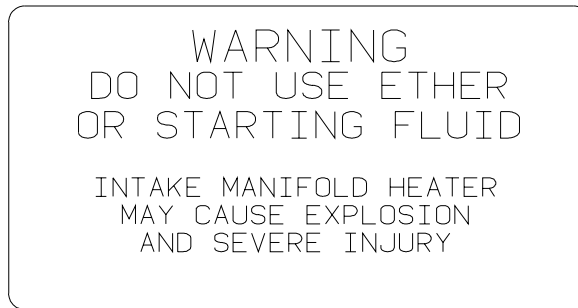 WARNING
DO NOT USE ETHER
OR STARTING FLUID
INTAKE MANIFOLD HEATER
MAY CAUSE EXPLOSION
AND SEVERE INJURY